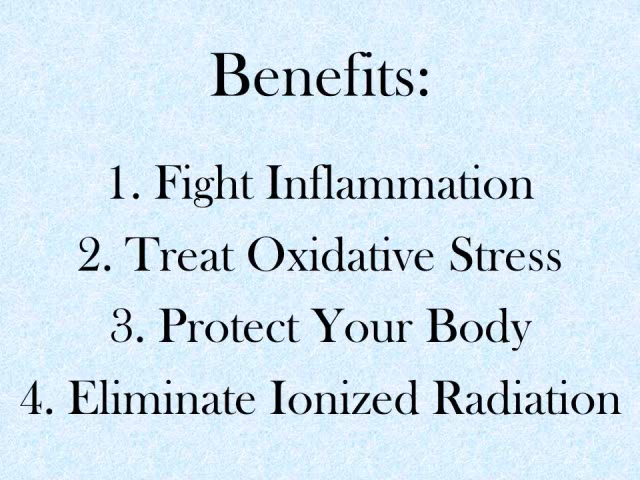 Benefits:
1. Fight Inflammation
2. Treat Oxidative Stress
3. Protect Your Body
4. Eliminate Ionized Radiation